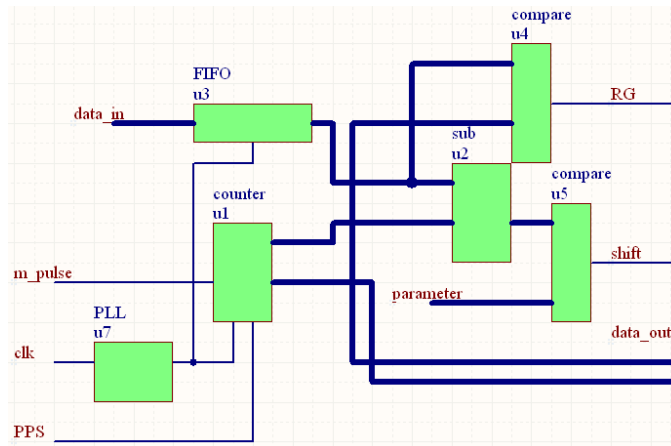 compare
u4
FIFO
u3
RG
data_in
sub
u2
compare
u5
counter
u1
m_pulse
shift
parameter
PLL
u7
data_out
clk
PPS